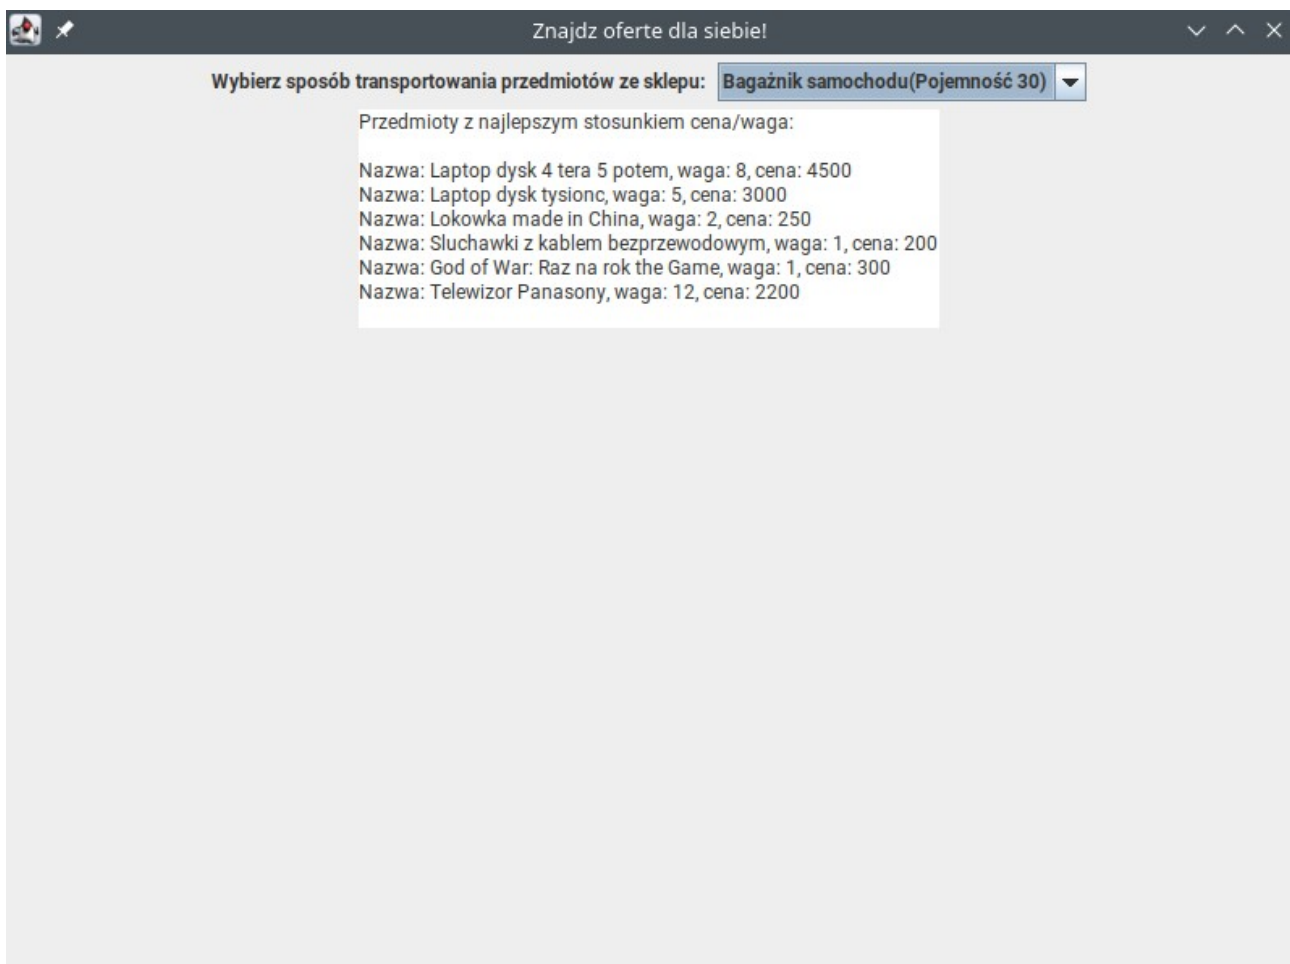 Znajdz oferte dla siebie!
Wybierz sposób transportowania przedmiotów ze sklepu: Bagażnik samochodu(Pojemność 30)
Przedmioty z najlepszym stosunkiem cena/waga:
Nazwa: Laptop dysk 4 tera 5 potem, waga: 8, cena: 4500
Nazwa: Laptop dysk tysionc, waga: 5, cena: 3000
Nazwa: Lokowka made in China, waga: 2, cena: 250
Nazwa: Sluchawki z kablem bezprzewodowym, waga: 1, cena: 200
Nazwa: God of War: Raz na rok the Game, waga: 1, cena: 300
Nazwa: Telewizor Panasony, waga: 12, cena: 2200